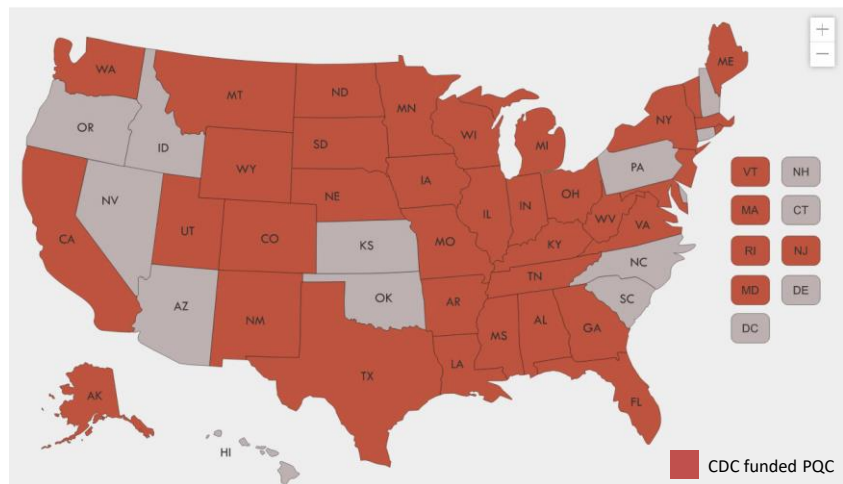 +
−
WA
MT
ND
MN
ME
OR
ID
SD
WI
MI
NY
WY
IA
PA
NV
NE
IL
IN
OH
CA
UT
CO
KS
MO
KY
WV
VA
AZ
NM
OK
AR
TN
NC
SC
TX
LA
MS
AL
GA
FL
AK
HI
VT
NH
MA
CT
RI
NJ
MD
DE
DC
CDC funded PQC